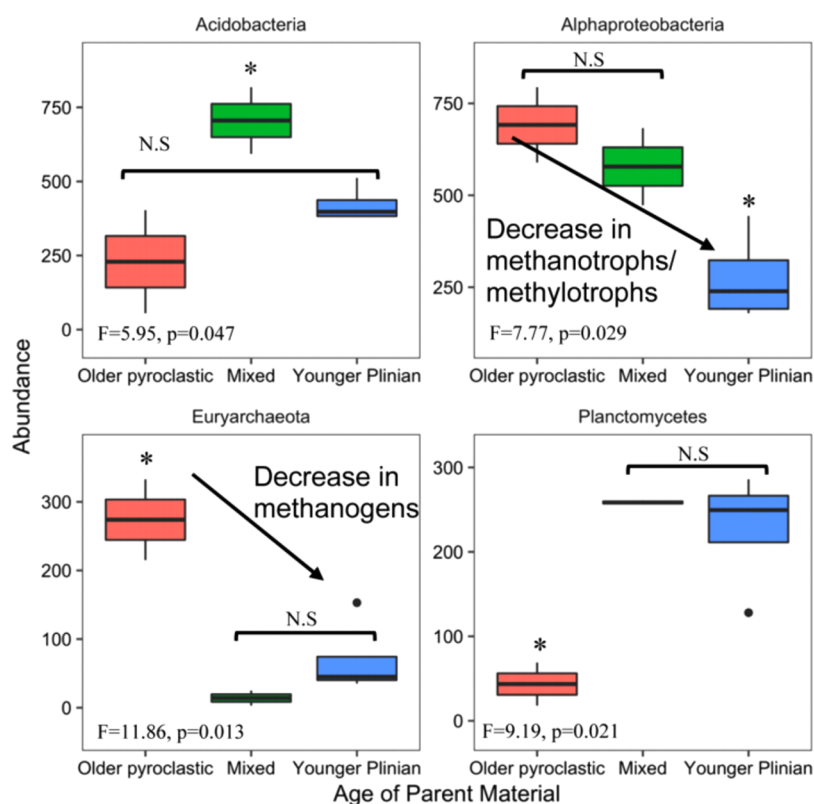 Acidobacteria
*
N.S
750
500
250
0
F=5.95, p=0.047
Older pyroclastic Mixed Younger Plinian
Alphaproteobacteria
N.S
750
500
250
*
Decrease in
methanotrophs/
methylotrophs
F=7.77, p=0.029
Older pyroclastic Mixed Younger Plinian
Abundance
Euryarchaeota
*
Decrease in
methanogens
300
200
100
0
N.S
F=11.86, p=0.013
Older pyroclastic Mixed Younger Plinian
Planctomycetes
N.S
300
200
100
0
*
F=9.19, p=0.021
Older pyroclastic Mixed Younger Plinian
Age of Parent Material